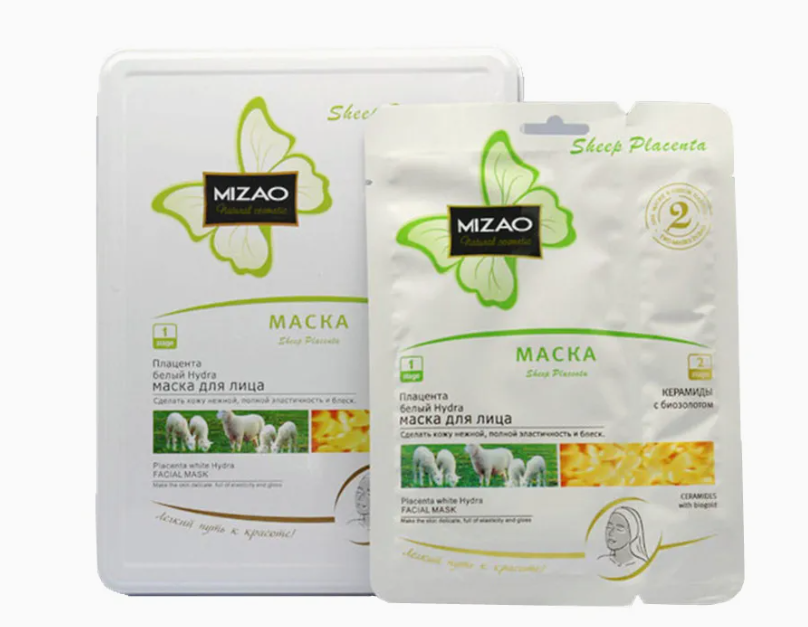 Sheep
MIZAO
Natural cosmetic
МАСКА
Sheep Placenta
1
stage
Плацента
белый Hydra
маска для лица
Сделать кожу нежной, полной эластичность и блеск.
Placenta white Hydra
FACIAL MASK
Make the skin delicate, full of elasticity and gloss
Легкий путь к красоте!
Sheep Placenta
MIZAO
Natural cosmetic
2
МАСКА
Sheep Placenta
1
stage
2
stage
Плацента
белый Hydra
маска для лица
Сделать кожу нежной, полной эластичность и блеск.
КЕРАМИДЫ
с биозолотом
Placenta white Hydra
FACIAL MASK
Make the skin delicate, full of elasticity and gloss
CERAMIDES
with biogold
Легкий путь к красоте!